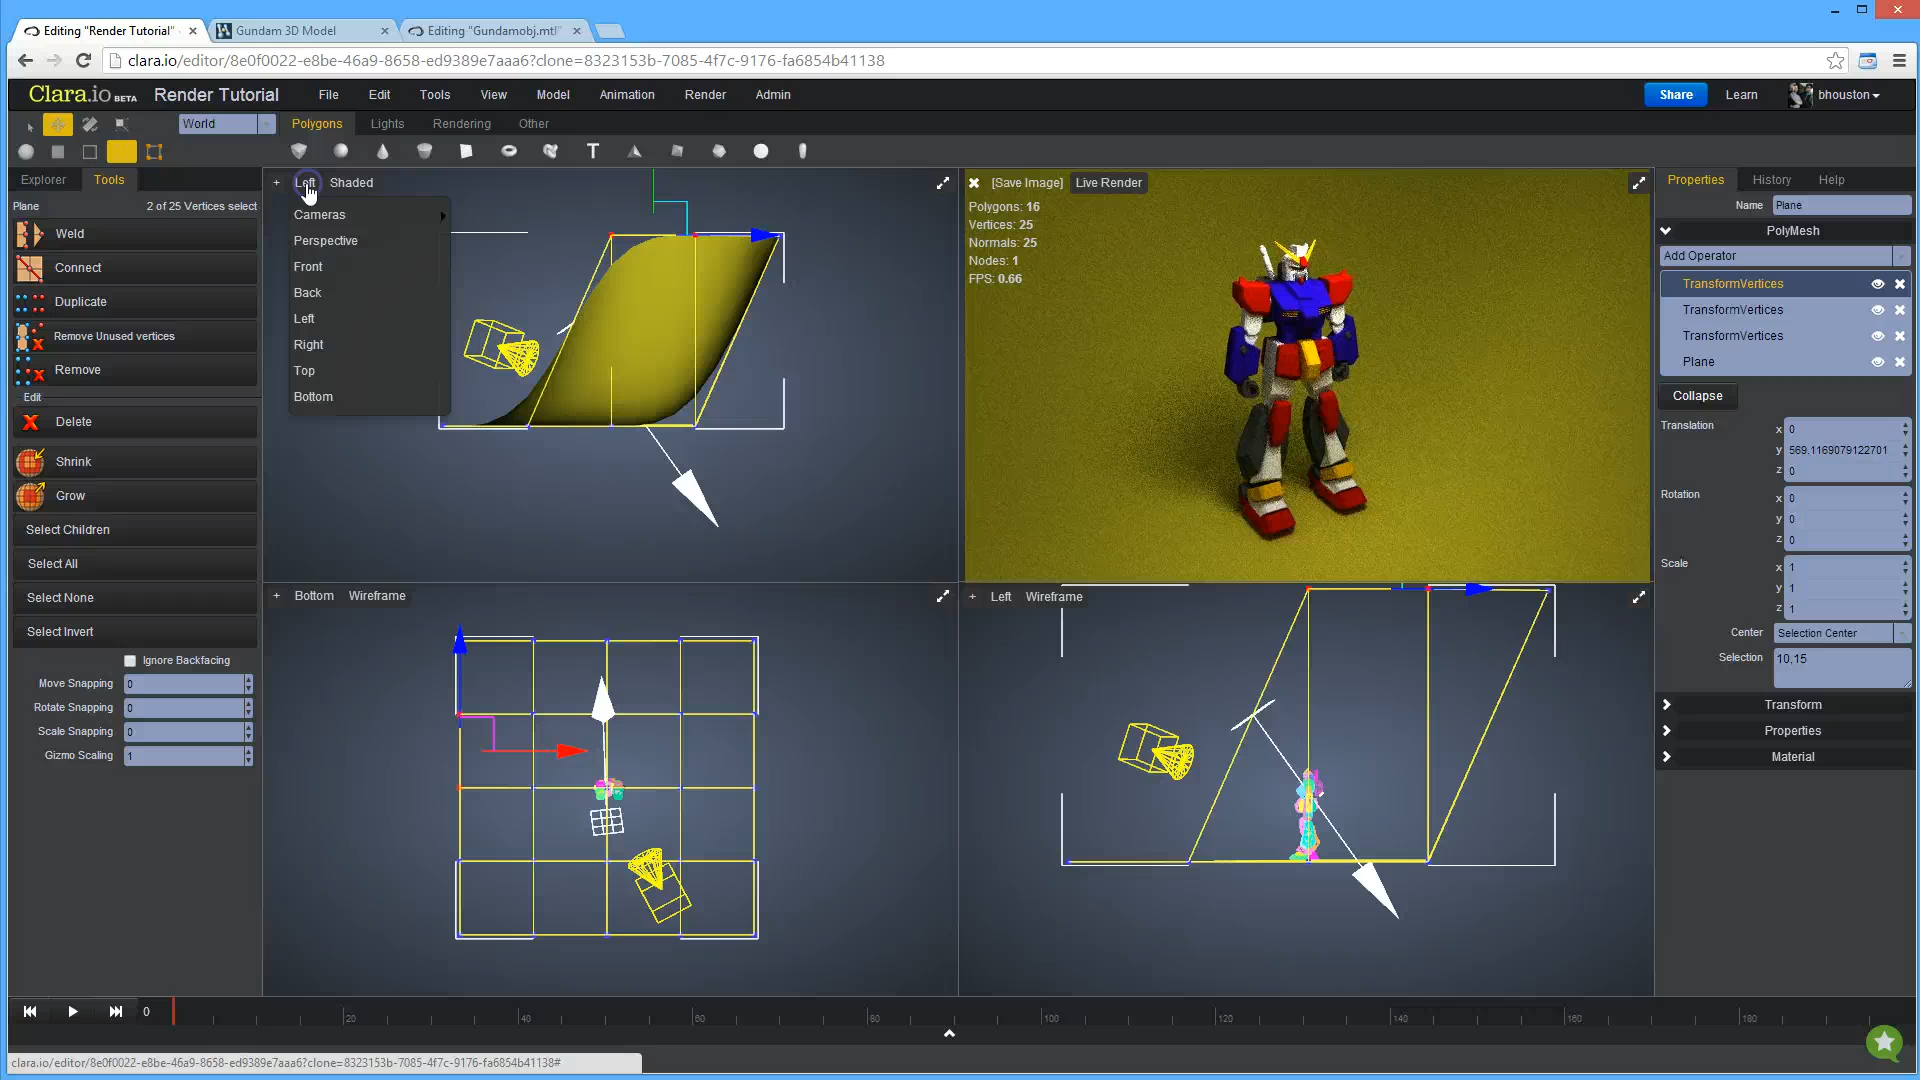 Editing "Render Tutorial"
Gundam 3D Model
Editing "Gundamobj.mtl"
clara.io/editor/8e0f0022-e8be-46a9-8658-ed9389e7aaa6?clone=8323153b-7085-4f7c-9176-fa6854b41138
Clara.io BETA Render Tutorial File Edit Tools View Model Animation Render Admin Share Learn bhouston
World Polygons Lights Rendering Other
T
Explorer Tools
Plane 2 of 25 Vertices select
Weld
Connect
Duplicate
Remove Unused vertices
Remove
Edit
Delete
Shrink
Grow
Select Children
Select All
Select None
Select Invert
Ignore Backfacing
Move Snapping 0
Rotate Snapping 0
Scale Snapping 0
Gizmo Scaling 1
+ Left Shaded
Cameras
Perspective
Front
Back
Left
Right
Top
Bottom
[Save Image] Live Render
Polygons: 16
Vertices: 25
Normals: 25
Nodes: 1
FPS: 0.66
+ Bottom Wireframe
+ Left Wireframe
Properties History Help
Name Plane
PolyMesh
Add Operator
TransformVertices
TransformVertices
TransformVertices
Plane
Collapse
Translation x 0
y 569.1169079122701
z 0
Rotation x 0
y 0
z 0
Scale x 1
y 1
z 1
Center Selection Center
Selection 10,15
Transform
Properties
Material
0 20 40 60 80 100 120 140 160 180
clara.io/editor/8e0f0022-e8be-46a9-8658-ed9389e7aaa6?clone=8323153b-7085-4f7c-9176-fa6854b41138#